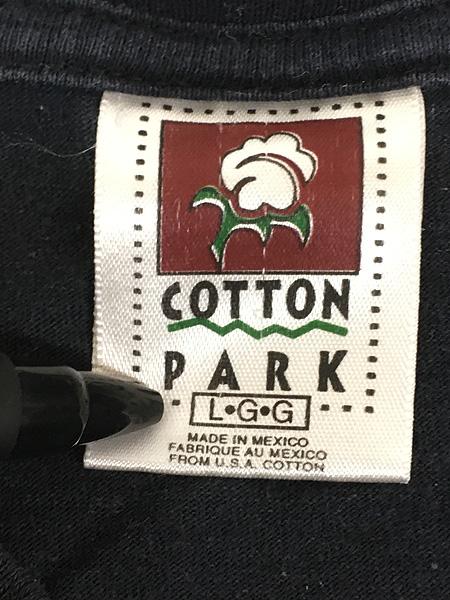 COTTON
PARK
L•G•G
MADE IN MEXICO
FABRIQUE AU MEXICO
FROM U.S.A. COTTON